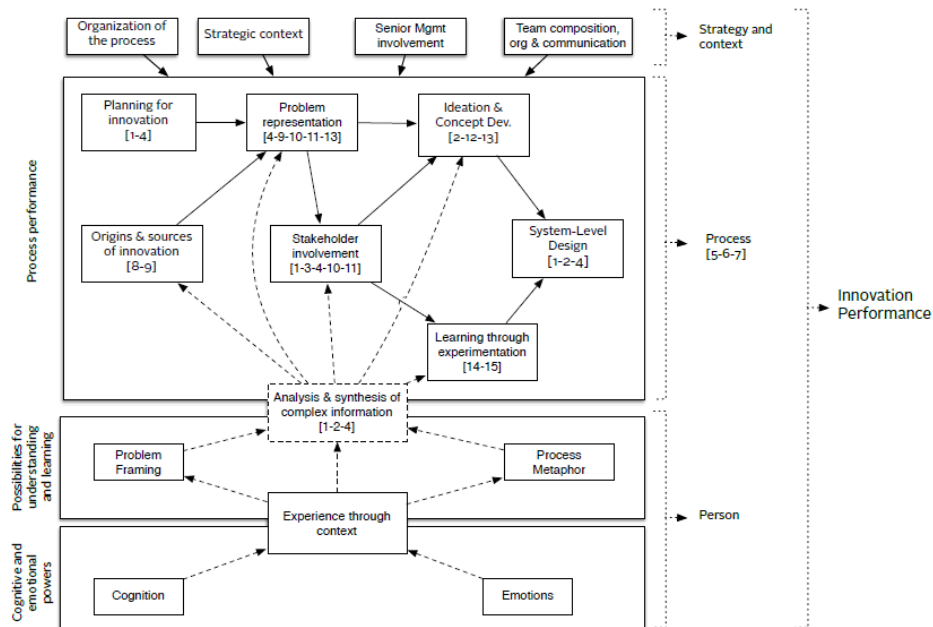 Organization of
the process
Strategic context
Senior Mgmt
involvement
Team composition,
org & communication
Strategy and
context
Process performance
Planning for
innovation
[1-4]
Problem
representation
[4-9-10-11-13]
Ideation &
Concept Dev.
[2-12-13]
Origins & sources
of innovation
[8-9]
Stakeholder
involvement
[1-3-4-10-11]
System-Level
Design
[1-2-4]
Process
[5-6-7]
Innovation
Performance
Learning through
experimentation
[14-15]
Analysis & synthesis of
complex information
[1-2-4]
Possibilities for
understanding
and learning
Problem
Framing
Process
Metaphor
Experience through
context
Person
Cognitive and
emotional
powers
Cognition
Emotions